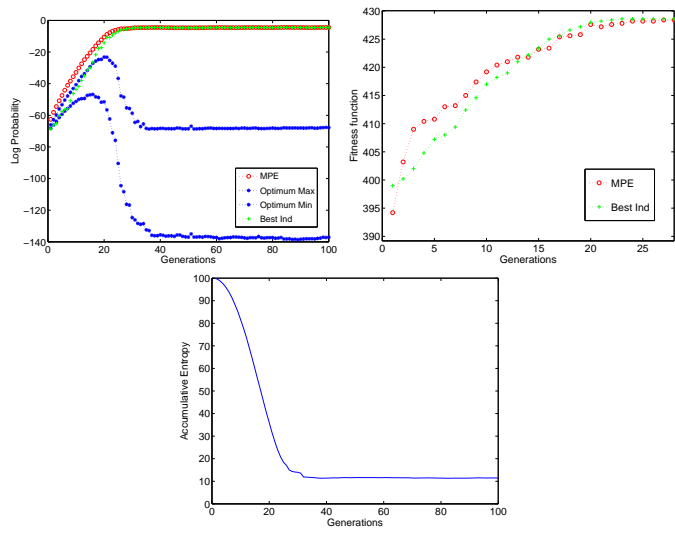 0
−20
−40
−60
−80
−100
−120
−140
Log Probability
0 20 40 60 80 100
Generations
MPE
Optimum Max
Optimum Min
Best Ind
430
425
420
415
410
405
400
395
390
Fitness function
0 5 10 15 20 25
Generations
MPE
Best Ind
100
90
80
70
60
50
40
30
20
10
0
Accumulative Entropy
0 20 40 60 80 100
Generations